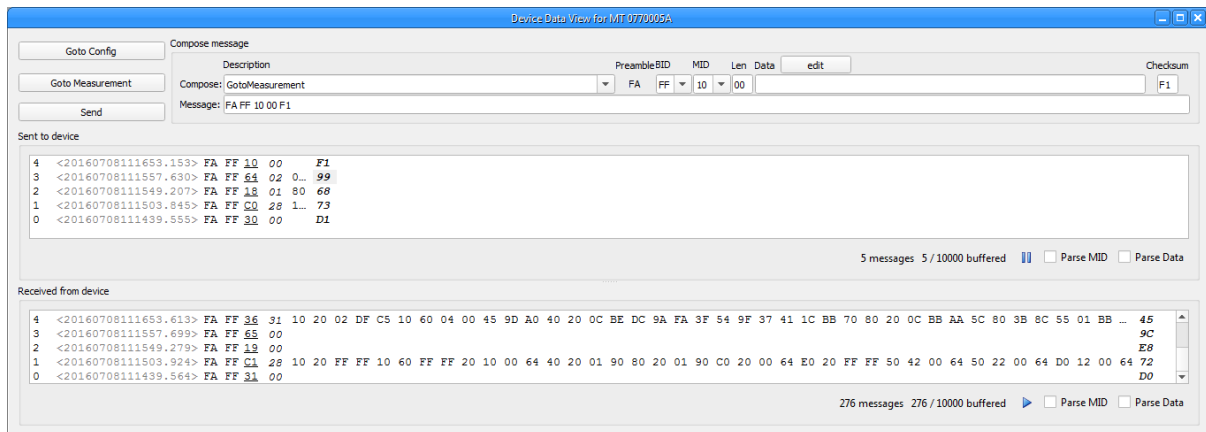 Device Data View for MT 0770005A
Goto Config
Goto Measurement
Send
Compose message
Description Preamble BID MID Len Data edit Checksum
Compose: GotoMeasurement FA FF 10 00 F1
Message: FA FF 10 00 F1
Sent to device
4 <20160708111653.153> FA FF 10 00 F1
3 <20160708111557.630> FA FF 64 02 0... 99
2 <20160708111549.207> FA FF 18 01 80 68
1 <20160708111503.845> FA FF C0 28 1... 73
0 <20160708111439.555> FA FF 30 00 D1
5 messages 5 / 10000 buffered Parse MID Parse Data
Received from device
4 <20160708111653.613> FA FF 36 31 10 20 02 DF C5 10 60 04 00 45 9D A0 40 20 0C BE DC 9A FA 3F 54 9F 37 41 1C BB 70 80 20 0C BB AA 5C 80 3B 8C 55 01 BB ... 45
3 <20160708111557.699> FA FF 65 00 9C
2 <20160708111549.279> FA FF 19 00 E8
1 <20160708111503.924> FA FF C1 28 10 20 FF FF 10 60 FF FF 20 10 00 64 40 20 01 90 80 20 01 90 C0 20 00 64 E0 20 FF FF 50 42 00 64 50 22 00 64 D0 12 00 64 72
0 <20160708111439.564> FA FF 31 00 D0
276 messages 276 / 10000 buffered Parse MID Parse Data